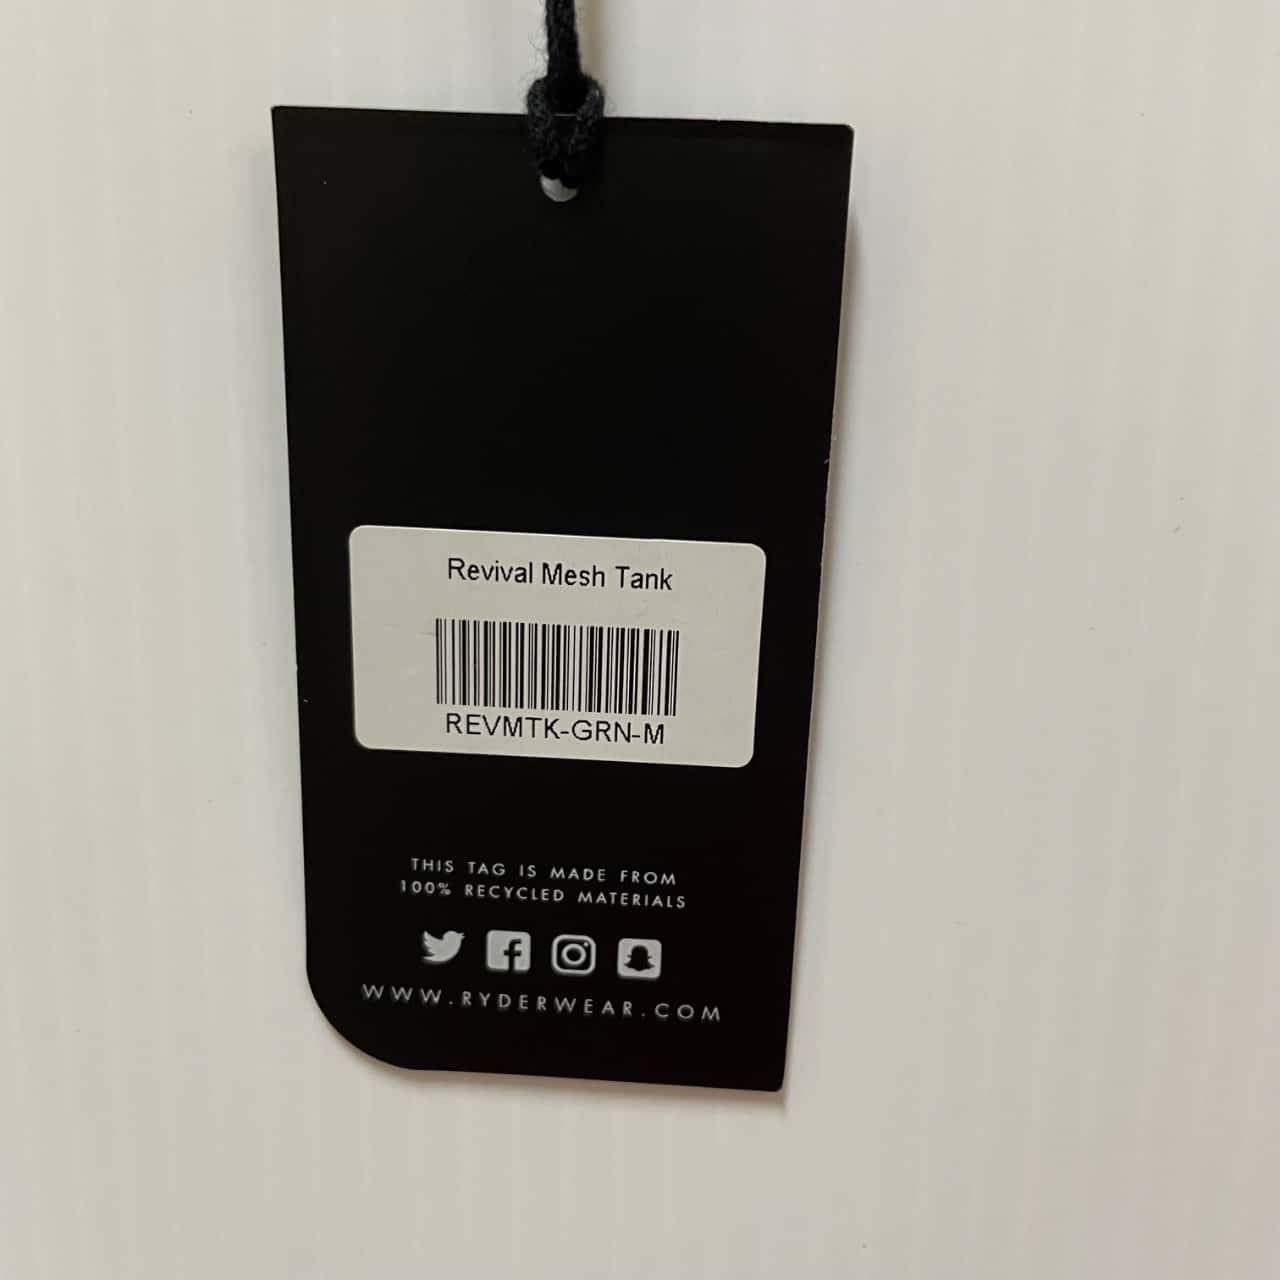 Revival Mesh Tank
REVMTK-GRN-M
THIS TAG IS MADE FROM
100% RECYCLED MATERIALS
WWW.RYDERWEAR.COM